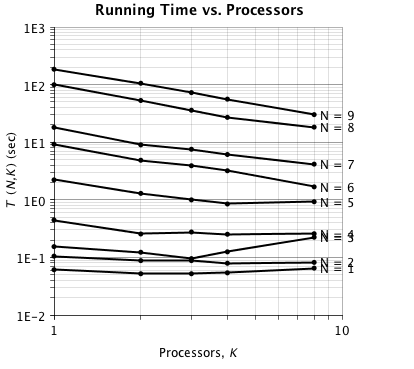 Running Time vs. Processors
1E3
1E2
1E1
1E0
1E-1
1E-2
T (N,K) (sec)
N = 9
N = 8
N = 7
N = 6
N = 5
N = 4
N = 3
N = 2
N = 1
1
10
Processors, K